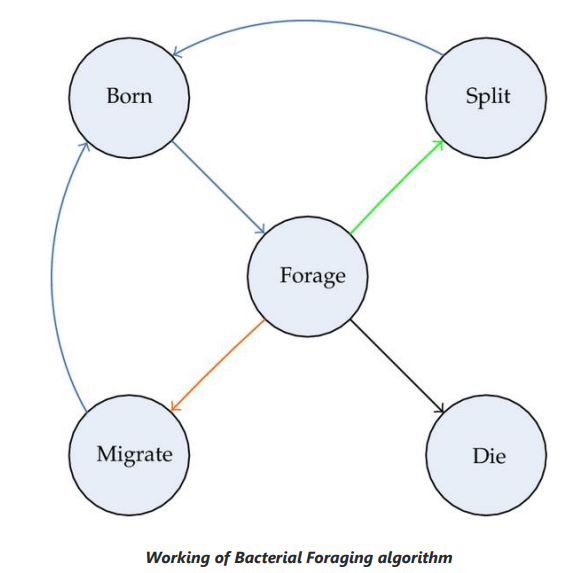 Born
Split
Forage
Migrate
Die
Working of Bacterial Foraging algorithm